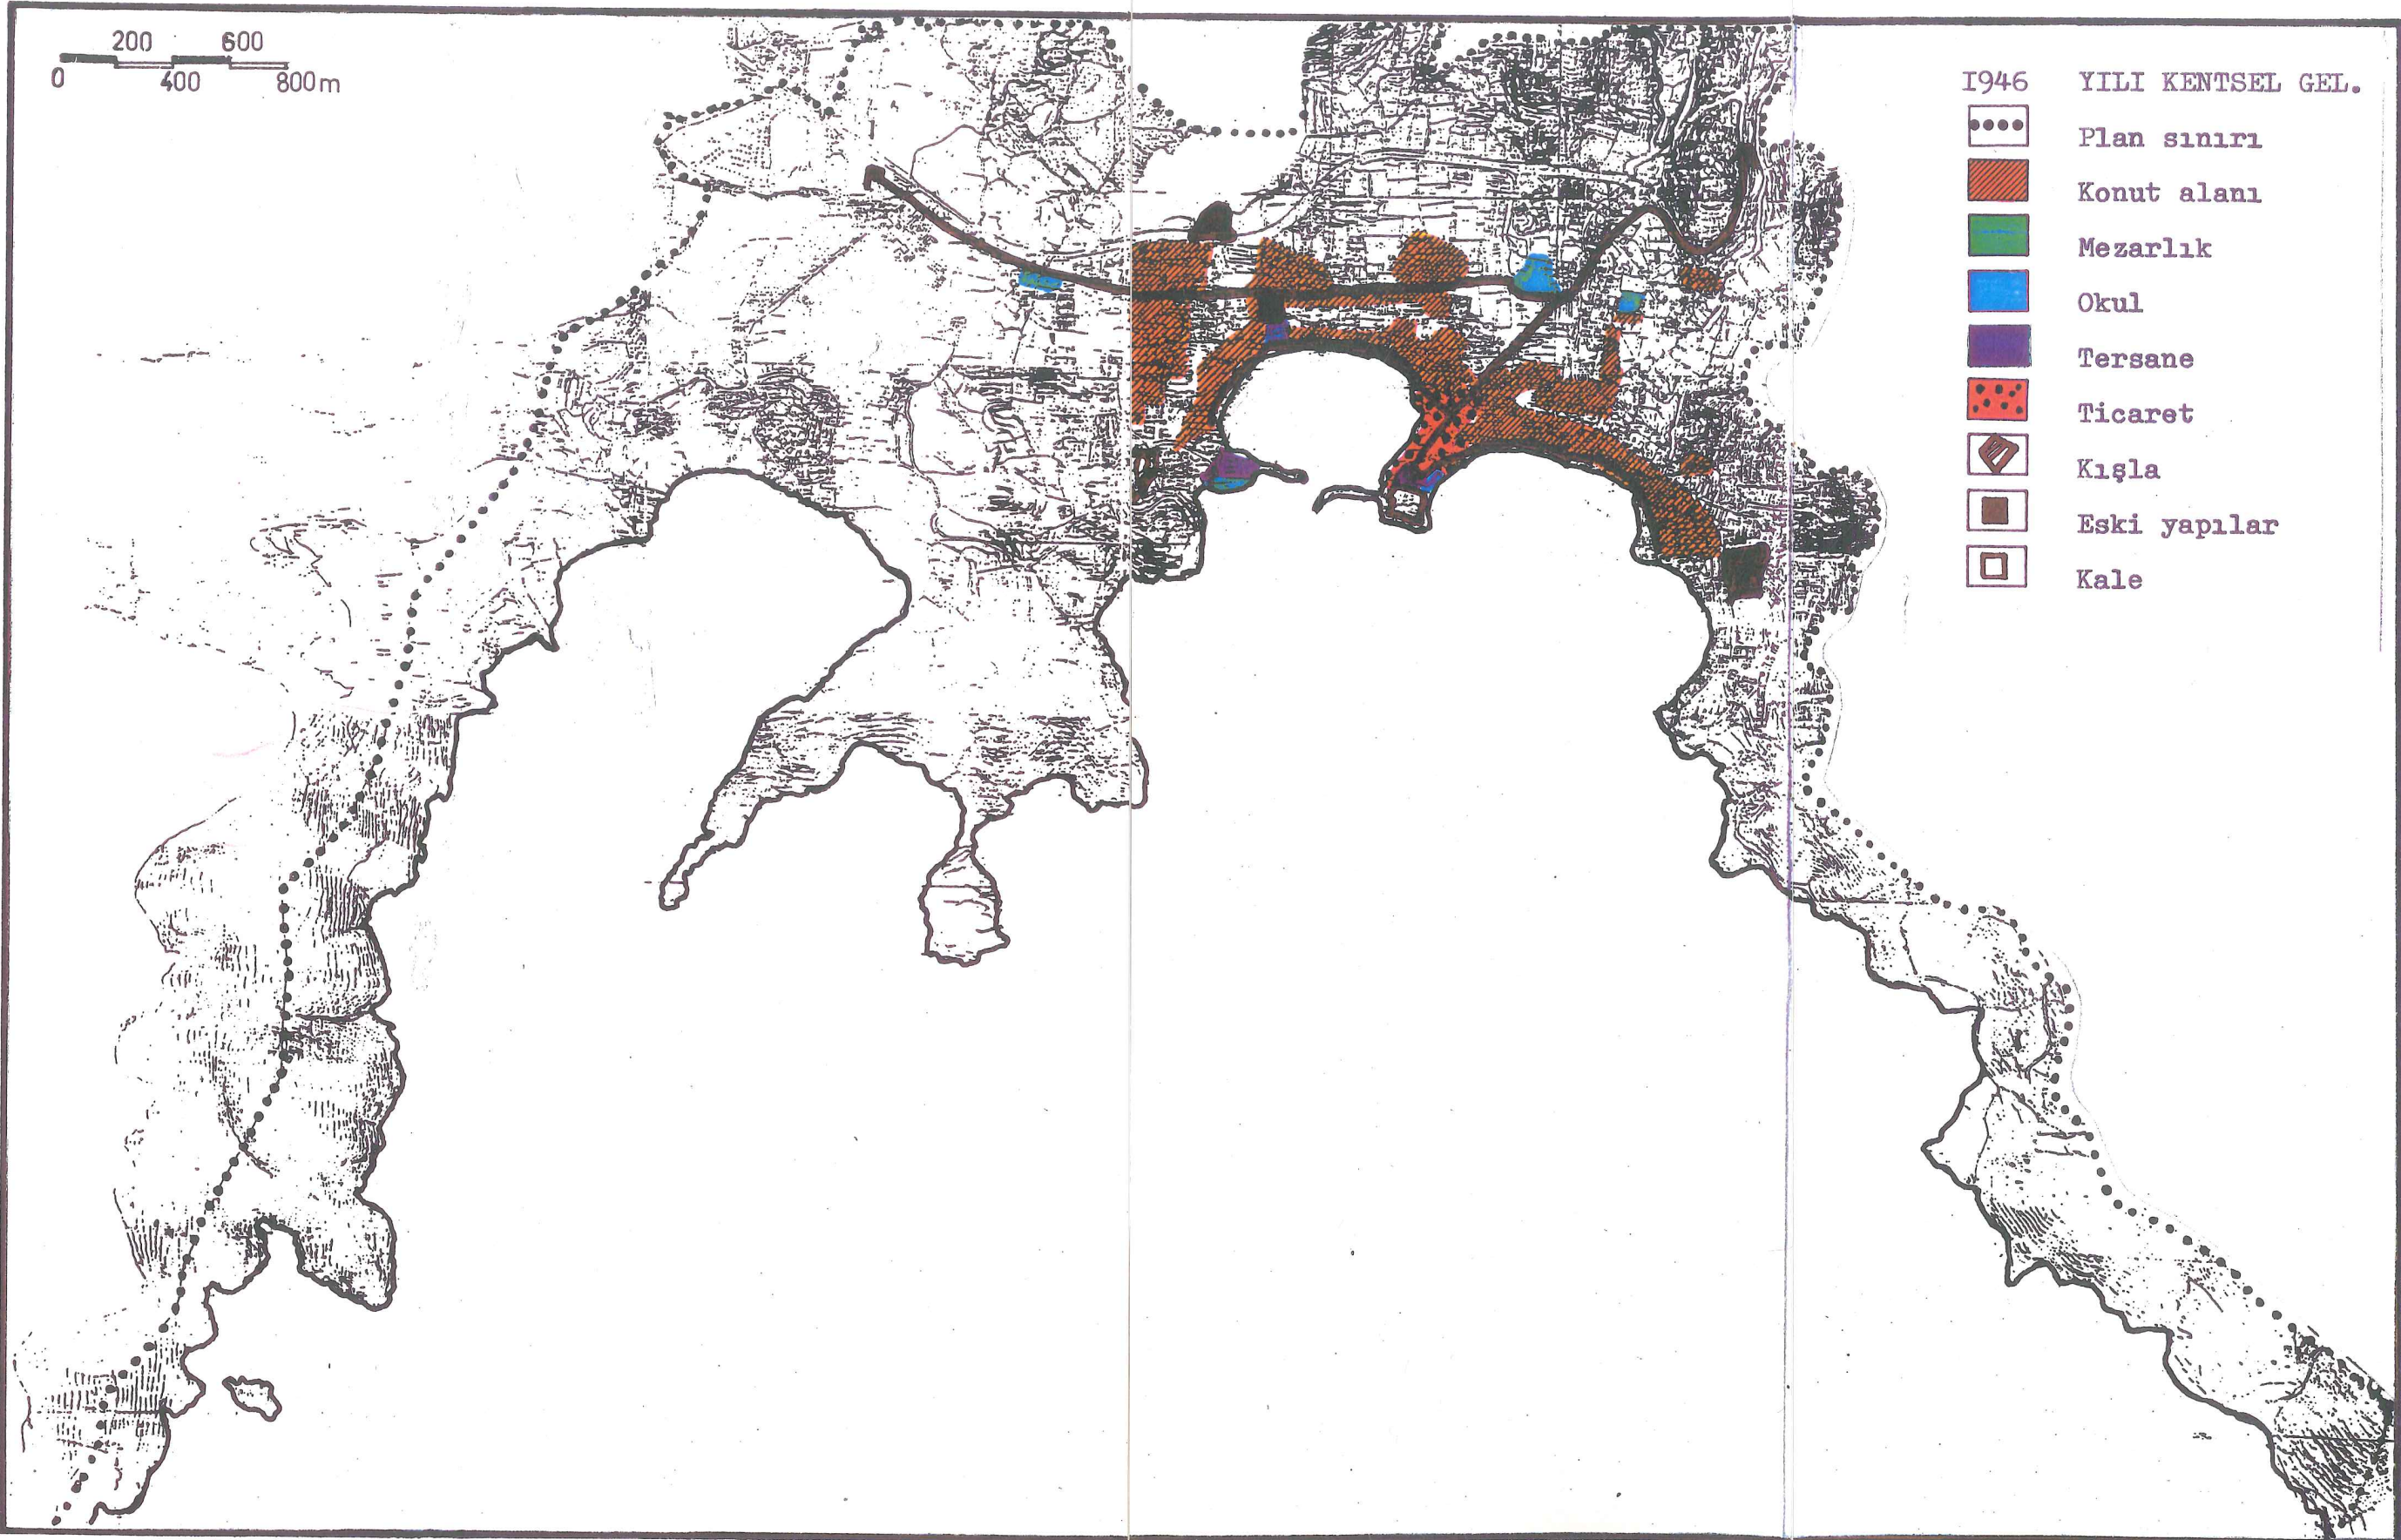 200 600
0 400 800m
I946 YILI KENTSEL GEL.
Plan sınırı
Konut alanı
Mezarlık
Okul
Tersane
Ticaret
Kışla
Eski yapılar
Kale